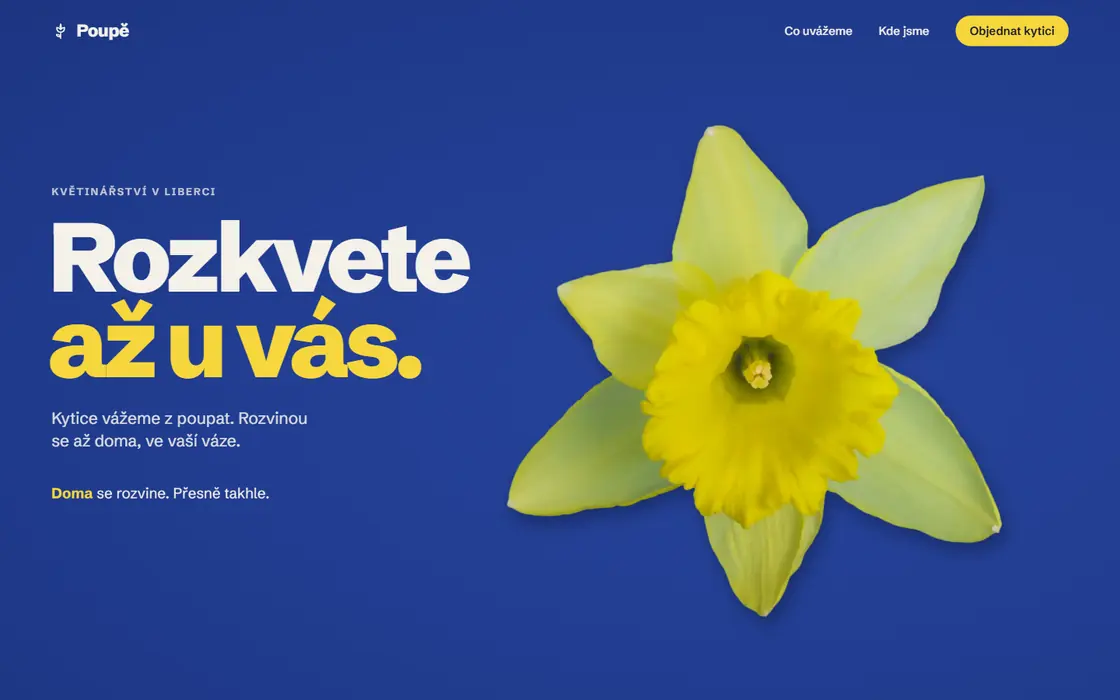 Poupě
Co uvážeme
Kde jsme
Objednat kytici
KVĚTINÁŘSTVÍ V LIBERCI
Rozkvete
až u vás.
Kytice vážeme z poupat. Rozvinou
se až doma, ve vaší váze.
Doma se rozvine. Přesně takhle.